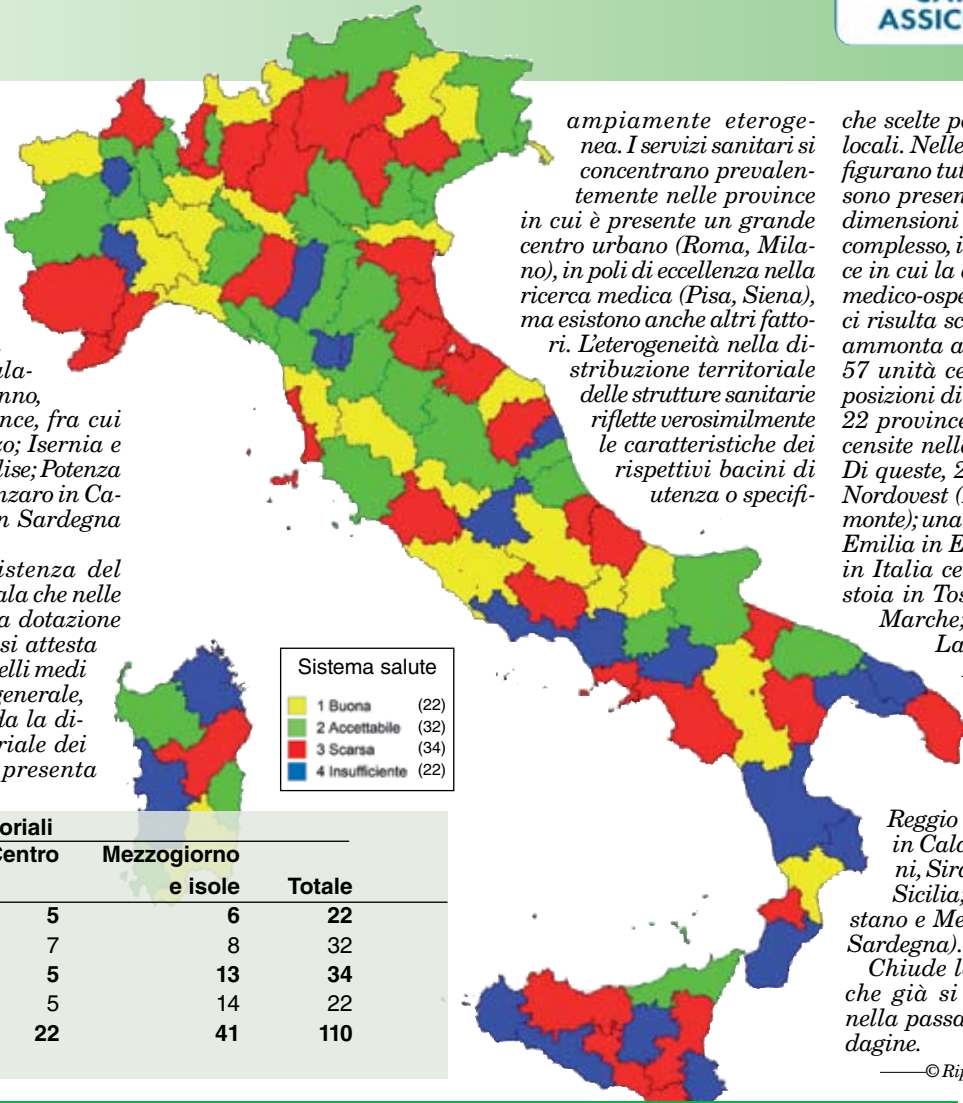 ASSICU
ampiamente eteroge-
nea. I servizi sanitari si
concentrano prevalen-
temente nelle province
in cui è presente un grande
centro urbano (Roma, Mila-
no), in poli di eccellenza nella
ricerca medica (Pisa, Siena),
ma esistono anche altri fatto-
ri. L'eterogeneità nella di-
stribuzione territoriale
delle strutture sanitarie
riflette verosimilmente
le caratteristiche dei
rispettivi bacini di
utenza o specifi-
che scelte po
locali. Nelle
figurano tut
sono presen
dimensioni
complesso, i
ce in cui la
medico-ospe
ci risulta sc
ammonta a
57 unità ce
posizioni di
22 province
censite nelle
Di queste, 2
Nordovest (
monte); una
Emilia in E
in Italia ce
stoia in Tos
Marche;
La
ala-
nno,
nce, fra cui
zo; Isernia e
lise; Potenza
nzaro in Ca-
n Sardegna
istenza del
ala che nelle
a dotazione
si attesta
elli medi
generale,
da la di-
riale dei
presenta
Sistema salute
1 Buona (22)
2 Accettabile (32)
3 Scarsa (34)
4 Insufficiente (22)
oriali
Centro Mezzogiorno
e isole Totale
5 6 22
7 8 32
5 13 34
5 14 22
22 41 110
Reggio
in Cala
ni, Sira
Sicilia;
stano e Me
Sardegna).
Chiude l
che già si
nella passa
dagine.
© Rip